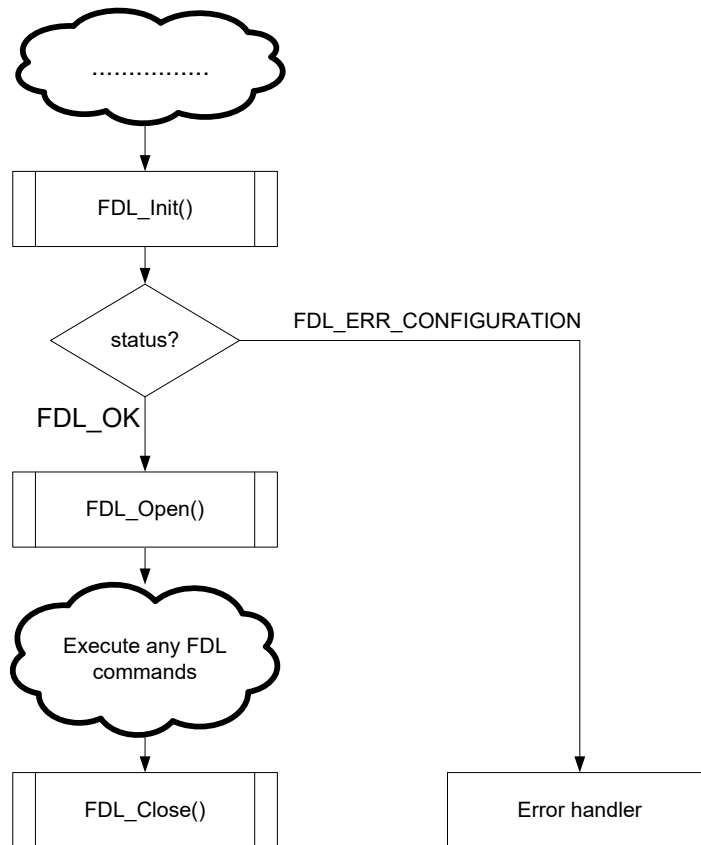 ................
FDL_Init()
status?
FDL_ERR_CONFIGURATION
FDL_OK
FDL_Open()
Execute any FDL
commands
FDL_Close()
Error handler